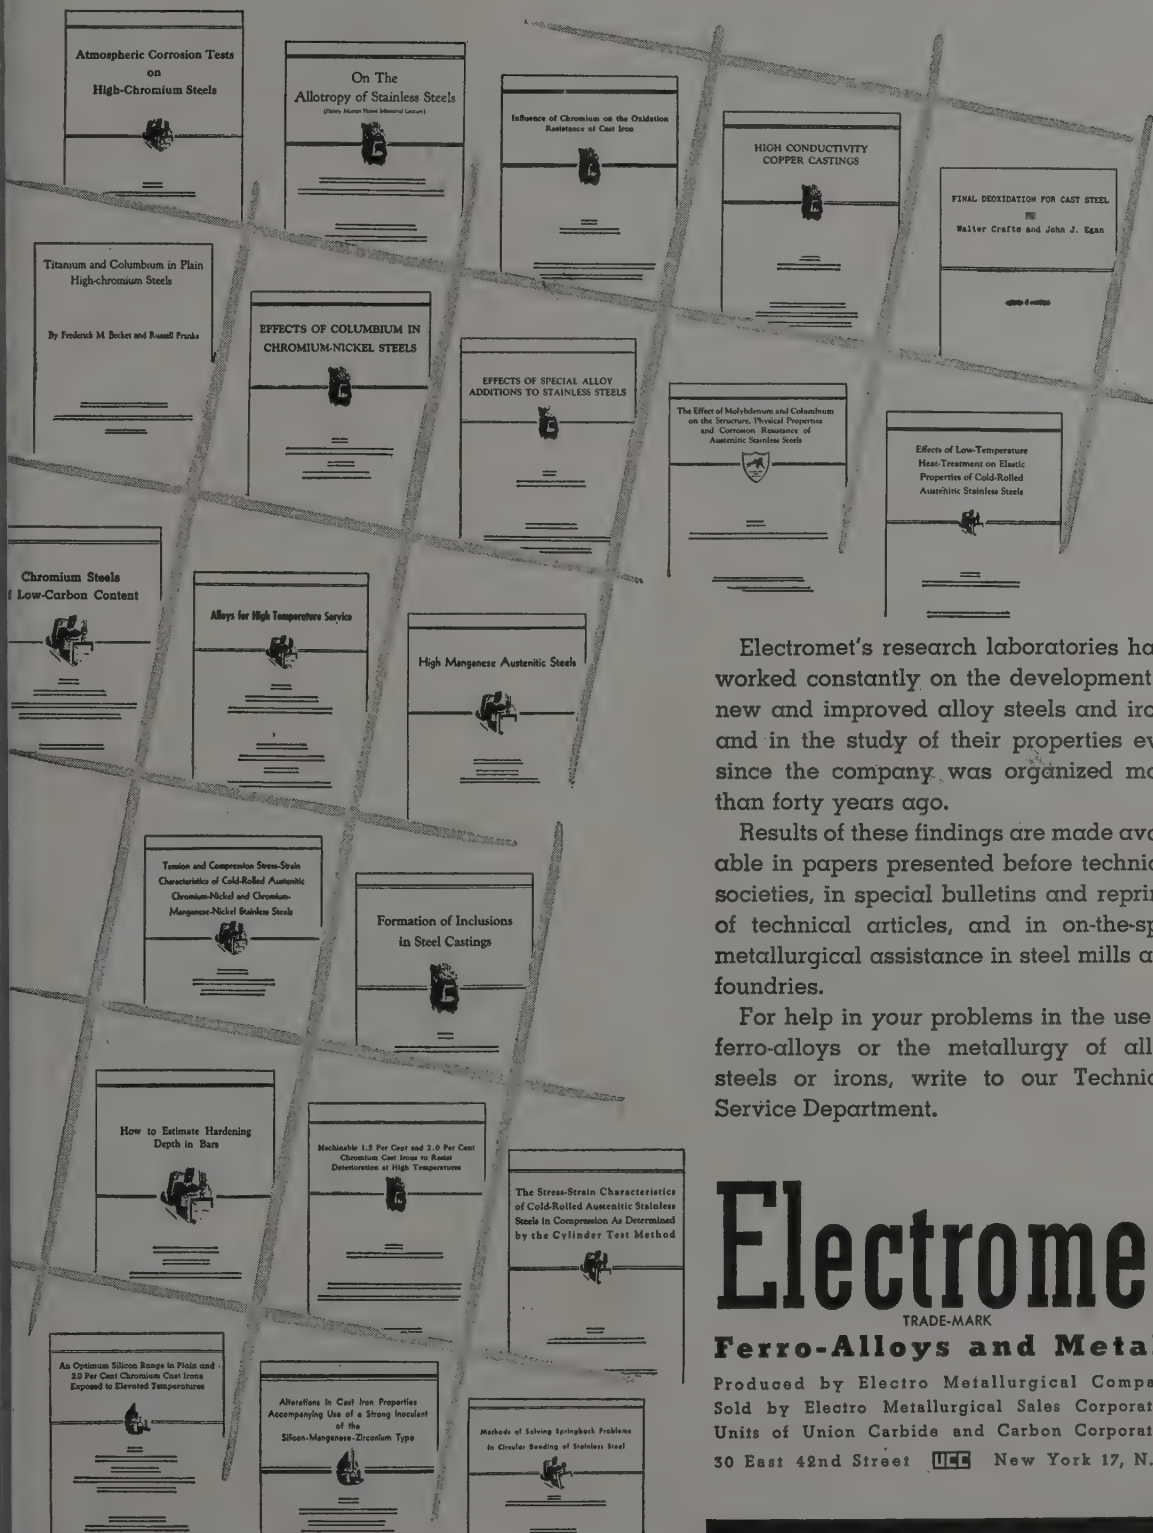 Atmospheric Corrosion Tests
on
High-Chromium Steels
On The
Allotropy of Stainless Steels
(Henry Marion Howe Memorial Lecture)
Influence of Chromium on the Oxidation
Resistance of Cast Iron
HIGH CONDUCTIVITY
COPPER CASTINGS
FINAL DEOXIDATION FOR CAST STEEL
Walter Crafts and John J. Egan
Titanium and Columbium in Plain
High-chromium Steels
By Frederick M. Becket and Russell Franks
EFFECTS OF COLUMBIUM IN
CHROMIUM-NICKEL STEELS
EFFECTS OF SPECIAL ALLOY
ADDITIONS TO STAINLESS STEELS
The Effect of Molybdenum and Columbium
on the Structure, Physical Properties
and Corrosion Resistance of
Austenitic Stainless Steels
Effects of Low-Temperature
Heat-Treatment on Elastic
Properties of Cold-Rolled
Austenitic Stainless Steels
Chromium Steels
f Low-Carbon Content
Alloys for High Temperature Service
High Manganese Austenitic Steels
Tension and Compression Stress-Strain
Characteristics of Cold-Rolled Austenitic
Chromium-Nickel and Chromium-
Manganese-Nickel Stainless Steels
Formation of Inclusions
in Steel Castings
How to Estimate Hardening
Depth in Bars
Machinable 1.5 Per Cent and 2.0 Per Cent
Chromium Cast Irons to Resist
Deterioration at High Temperatures
The Stress-Strain Characteristics
of Cold-Rolled Austenitic Stainless
Steels in Compression As Determined
by the Cylinder Test Method
An Optimum Silicon Range in Plain and
2.0 Per Cent Chromium Cast Irons
Exposed to Elevated Temperatures
Alterations In Cast Iron Properties
Accompanying Use of a Strong Inoculant
of the
Silicon-Manganese-Zirconium Type
Methods of Solving Springback Problems
In Circular Bending of Stainless Steel
Electromet's research laboratories ha
worked constantly on the development
new and improved alloy steels and iro
and in the study of their properties ev
since the company was organized mo
than forty years ago.
Results of these findings are made ava
able in papers presented before technic
societies, in special bulletins and reprin
of technical articles, and in on-the-sp
metallurgical assistance in steel mills a
foundries.
For help in your problems in the use
ferro-alloys or the metallurgy of all
steels or irons, write to our Technic
Service Department.
Electrome
TRADE-MARK
Ferro-Alloys and Metal
Produced by Electro Metallurgical Compa
Sold by Electro Metallurgical Sales Corporat
Units of Union Carbide and Carbon Corporat
30 East 42nd Street UCC New York 17, N.